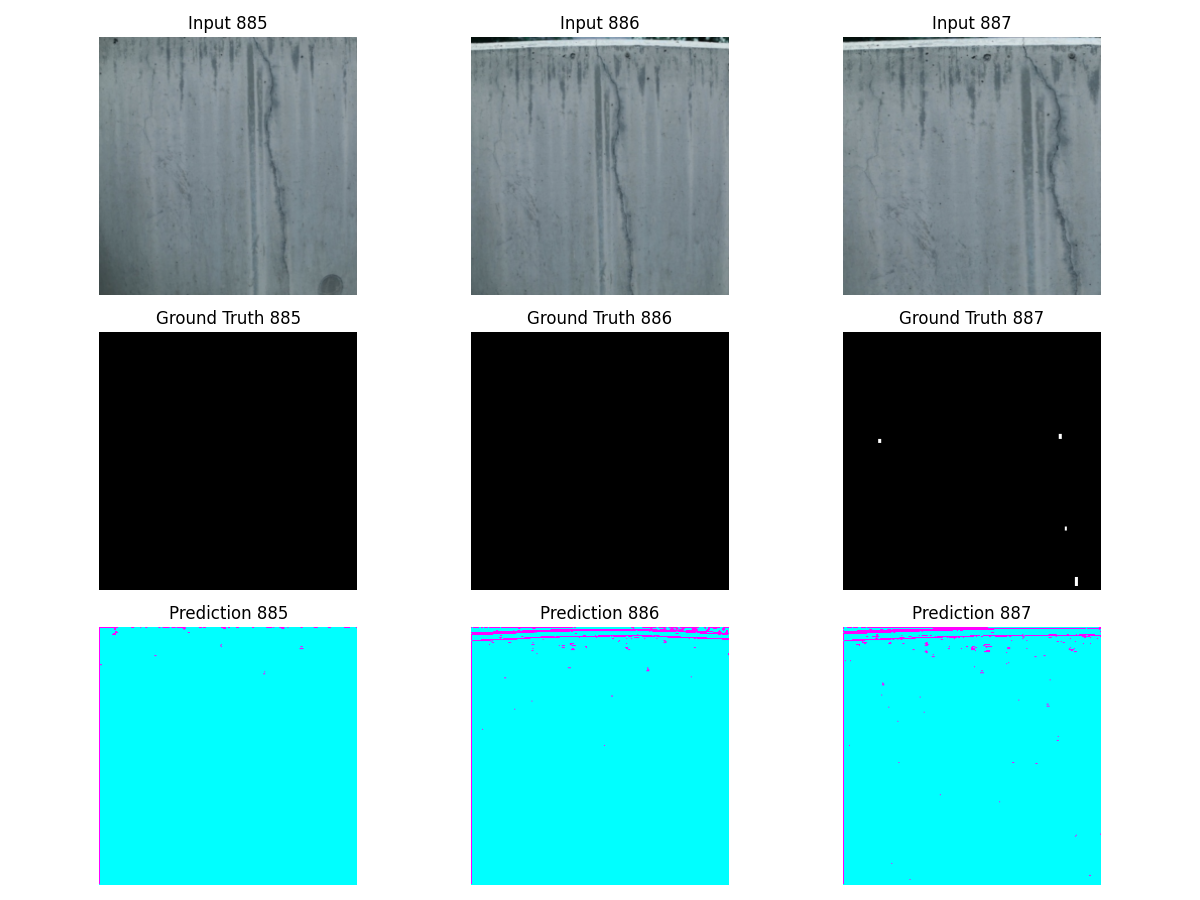 Input 885
Input 886
Input 887
Ground Truth 885
Ground Truth 886
Ground Truth 887
Prediction 885
Prediction 886
Prediction 887